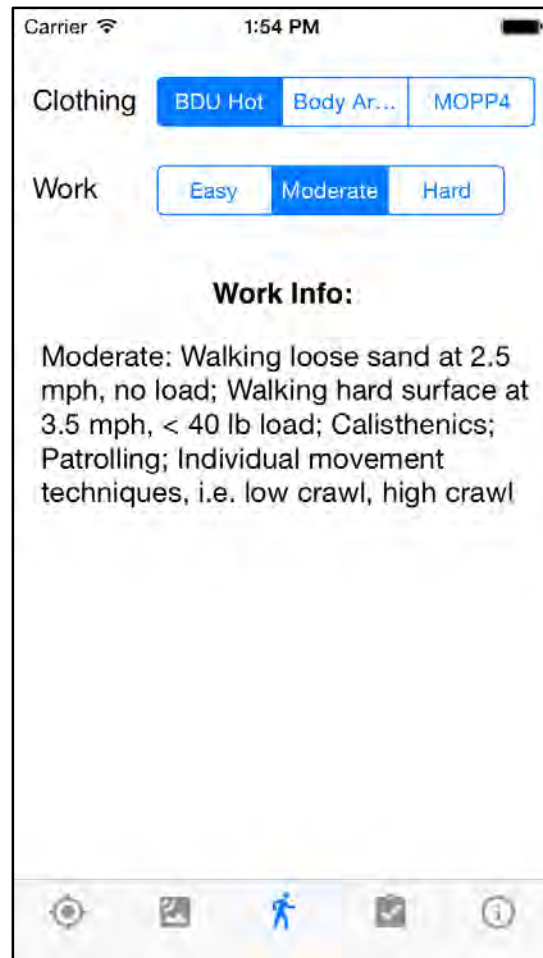 Carrier 1:54 PM
Clothing BDU Hot Body Ar... MOPP4
Work Easy Moderate Hard
Work Info:
Moderate: Walking loose sand at 2.5
mph, no load; Walking hard surface at
3.5 mph, < 40 lb load; Calisthenics;
Patrolling; Individual movement
techniques, i.e. low crawl, high crawl